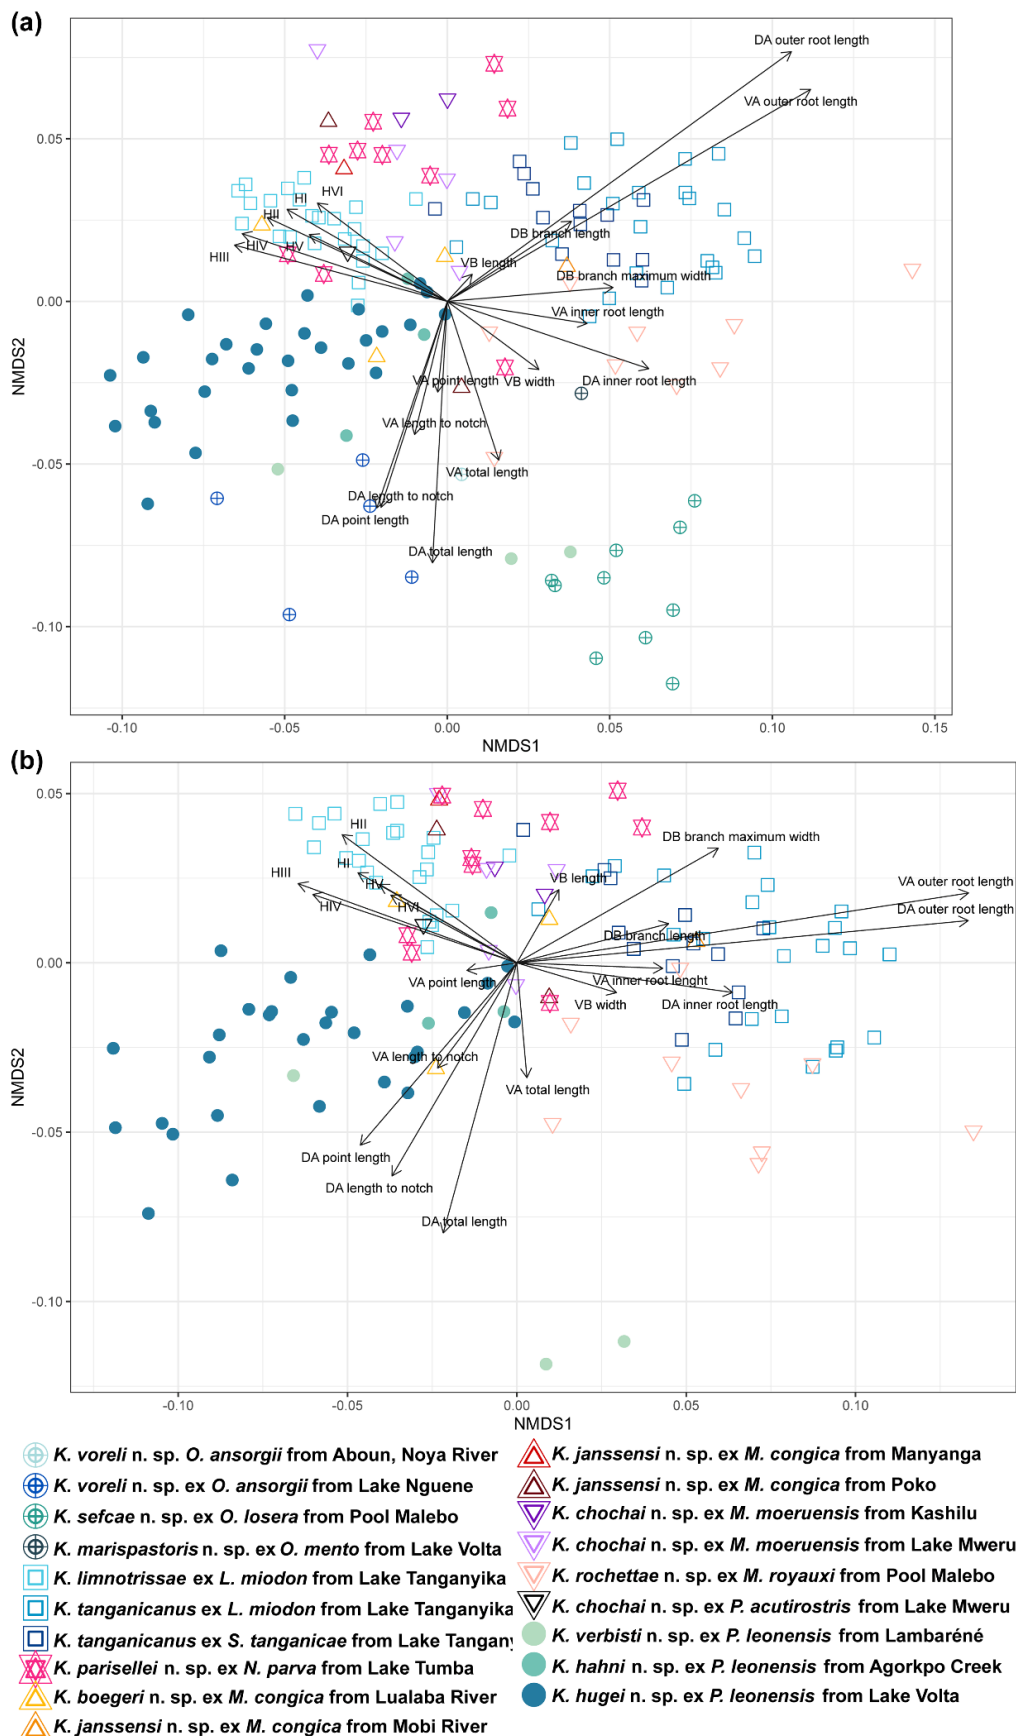 (a)
DA outer root length
VA outer root length
0.05
HVI
HI
HII
DB branch length
HIV
HV
HIII
VB length
DB branch maximum width
0.00
VA inner root length
NMDS2
VA point length
VB width
DA inner root length
VA length to notch
-0.05
VA total length
DA length to notch
DA point length
DA total length
-0.10
-0.10 -0.05 0.00 0.05 0.10 0.15
NMDS1
(b)
0.05
HII
DB branch maximum width
HI
HIII
HV
VB length
VA outer root length
HIV
HVI
DA outer root length
DB branch length
0.00
VA point length
VA inner root lenght
VB width
DA inner root length
NMDS2
VA length to notch
VA total length
-0.05
DA point length
DA length to notch
DA total length
-0.10
-0.10 -0.05 0.00 0.05 0.10
NMDS1
K. voreli n. sp. O. ansorgii from Aboun, Noya River
K. voreli n. sp. ex O. ansorgii from Lake Nguene
K. sefcae n. sp. ex O. losera from Pool Malebo
K. marispastoris n. sp. ex O. mento from Lake Volta
K. limnotrissae ex L. miodon from Lake Tanganyika
K. tanganicanus ex L. miodon from Lake Tanganyika
K. tanganicanus ex S. tanganicae from Lake Tangany
K. parisellei n. sp. ex N. parva from Lake Tumba
K. boegeri n. sp. ex M. congica from Lualaba River
K. janssensi n. sp. ex M. congica from Mobi River
K. janssensi n. sp. ex M. congica from Manyanga
K. janssensi n. sp. ex M. congica from Poko
K. chochai n. sp. ex M. moeruensis from Kashilu
K. chochai n. sp. ex M. moeruensis from Lake Mweru
K. rochettae n. sp. ex M. royauxi from Pool Malebo
K. chochai n. sp. ex P. acutirostris from Lake Mweru
K. verbisti n. sp. ex P. leonensis from Lambaréné
K. hahni n. sp. ex P. leonensis from Agorkpo Creek
K. hugei n. sp. ex P. leonensis from Lake Volta